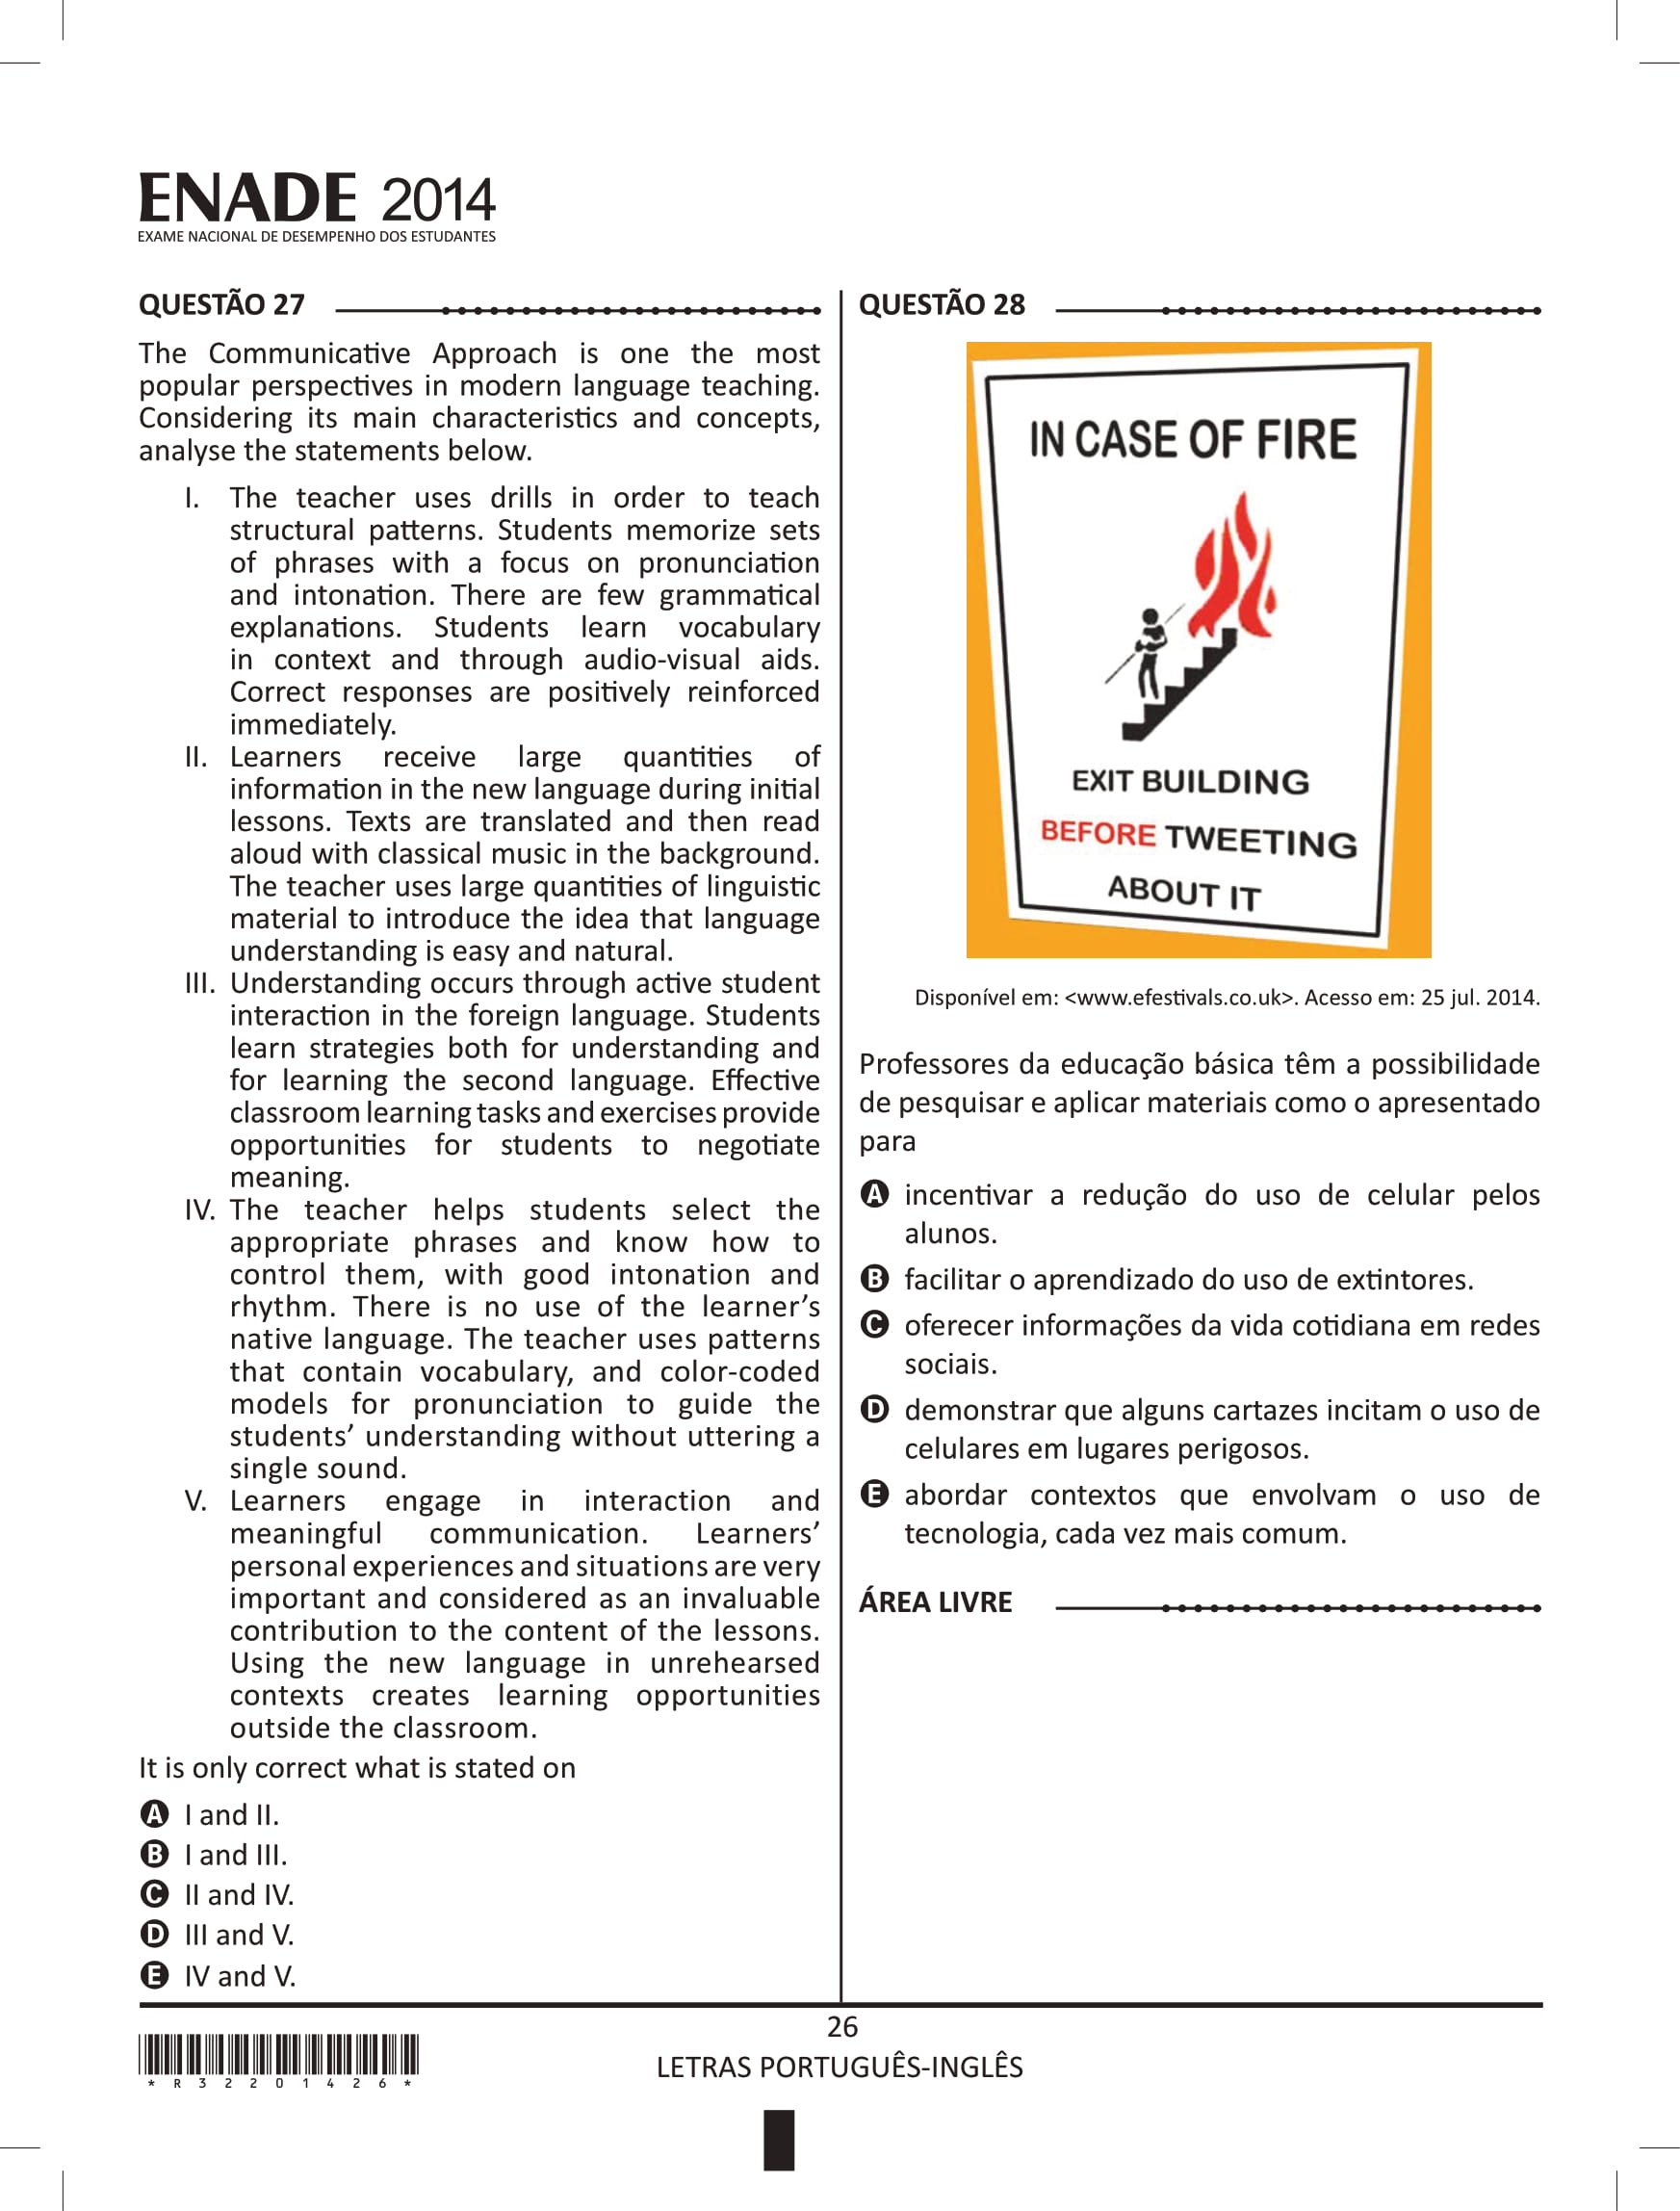 ENADE 2014
EXAME NACIONAL DE DESEMPENHO DOS ESTUDANTES
QUESTÃO 27
The Communicative Approach is one the most
popular perspectives in modern language teaching.
Considering its main characteristics and concepts,
analyse the statements below.
I. The teacher uses drills in order to teach
structural patterns. Students memorize sets
of phrases with a focus on pronunciation
and intonation. There are few grammatical
explanations. Students learn vocabulary
in context and through audio-visual aids.
Correct responses are positively reinforced
immediately.
II. Learners receive large quantities of
information in the new language during initial
lessons. Texts are translated and then read
aloud with classical music in the background.
The teacher uses large quantities of linguistic
material to introduce the idea that language
understanding is easy and natural.
III. Understanding occurs through active student
interaction in the foreign language. Students
learn strategies both for understanding and
for learning the second language. Effective
classroom learning tasks and exercises provide
opportunities for students to negotiate
meaning.
IV. The teacher helps students select the
appropriate phrases and know how to
control them, with good intonation and
rhythm. There is no use of the learner’s
native language. The teacher uses patterns
that contain vocabulary, and color-coded
models for pronunciation to guide the
students’ understanding without uttering a
single sound.
V. Learners engage in interaction and
meaningful communication. Learners’
personal experiences and situations are very
important and considered as an invaluable
contribution to the content of the lessons.
Using the new language in unrehearsed
contexts creates learning opportunities
outside the classroom.
It is only correct what is stated on
A I and II.
B I and III.
C II and IV.
D III and V.
E IV and V.
QUESTÃO 28
IN CASE OF FIRE
EXIT BUILDING
BEFORE TWEETING
ABOUT IT
Disponível em: <www.efestivals.co.uk>. Acesso em: 25 jul. 2014.
Professores da educação básica têm a possibilidade
de pesquisar e aplicar materiais como o apresentado
para
A incentivar a redução do uso de celular pelos
alunos.
B facilitar o aprendizado do uso de extintores.
C oferecer informações da vida cotidiana em redes
sociais.
D demonstrar que alguns cartazes incitam o uso de
celulares em lugares perigosos.
E abordar contextos que envolvam o uso de
tecnologia, cada vez mais comum.
ÁREA LIVRE
26
LETRAS PORTUGUÊS-INGLÊS
*R32201426*